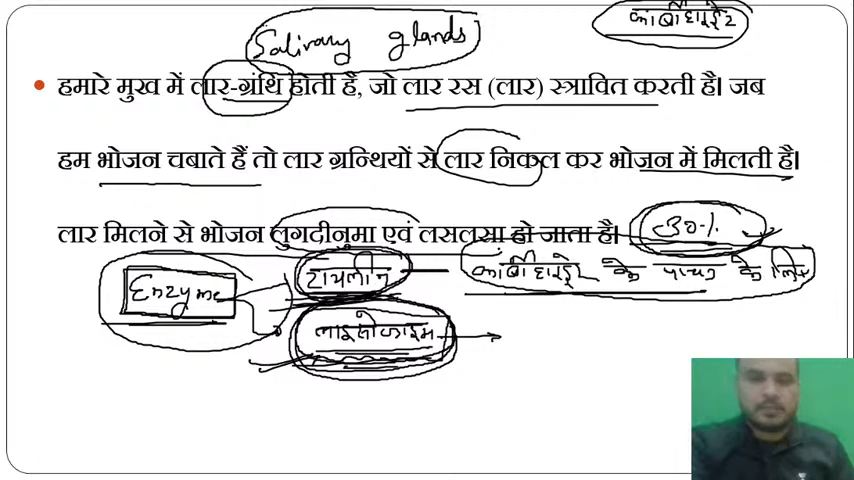 कार्बोहाइड्रेट
Salivary glands
हमारे मुख में लार-ग्रंथि होती है, जो लार रस (लार) स्त्रावित करती है। जब
हम भोजन चबाते हैं तो लार ग्रन्थियों से लार निकल कर भोजन में मिलती है।
लार मिलने से भोजन लुगदीनुमा एवं लसलसा हो जाता है।
30%
Enzyme
टायलीन
कार्बोहाइड्रेट के पाचन के लिए
लाइसोजाइम